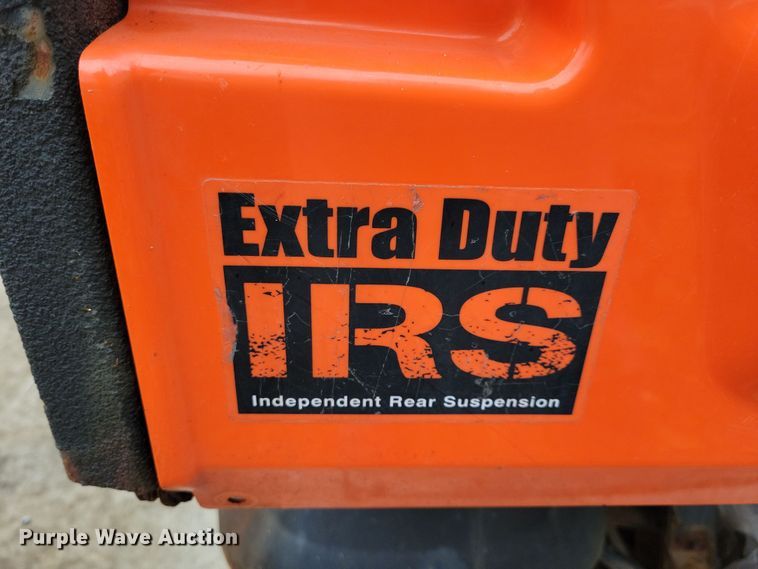 Extra Duty
IRS
Independent Rear Suspension
Purple Wave Auction®